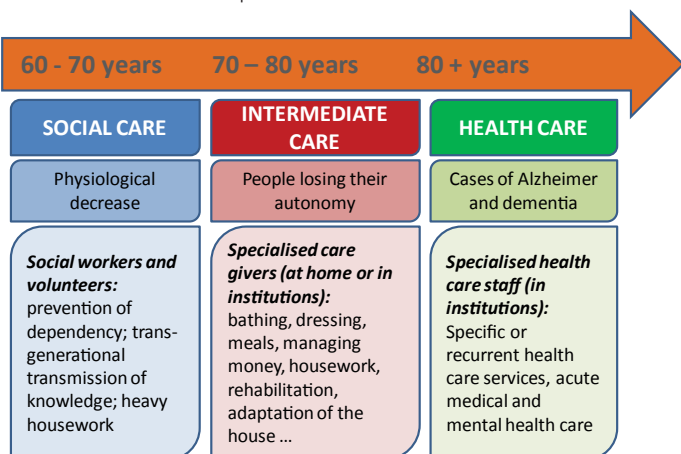 60 - 70 years
70 – 80 years
80 + years
SOCIAL CARE
Physiological
decrease
Social workers and
volunteers:
prevention of
dependency; trans-
generational
transmission of
knowledge; heavy
housework
INTERMEDIATE
CARE
People losing their
autonomy
Specialised care
givers (at home or in
institutions):
bathing, dressing,
meals, managing
money, housework,
rehabilitation,
adaptation of the
house ...
HEALTH CARE
Cases of Alzheimer
and dementia
Specialised health
care staff (in
institutions):
Specific or
recurrent health
care services, acute
medical and
mental health care